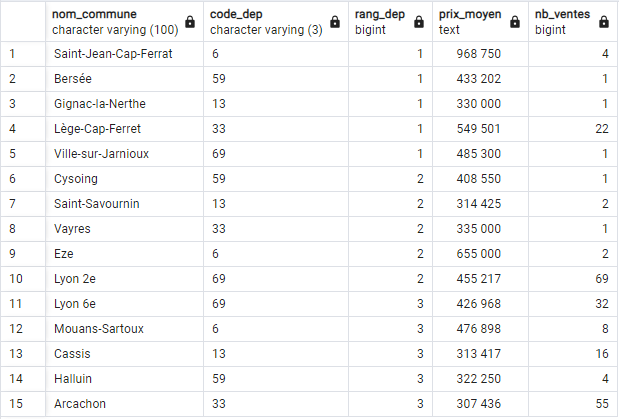 nom_commune code_dep rang_dep prix_moyen nb_ventes
character varying (100) character varying (3) bigint text bigint
1 Saint-Jean-Cap-Ferrat 6 1 968 750 4
2 Bersée 59 1 433 202 1
3 Gignac-la-Nerthe 13 1 330 000 1
4 Lège-Cap-Ferret 33 1 549 501 22
5 Ville-sur-Jarnioux 69 1 485 300 1
6 Cysoing 59 2 408 550 1
7 Saint-Savournin 13 2 314 425 2
8 Vayres 33 2 335 000 1
9 Eze 6 2 655 000 2
10 Lyon 2e 69 2 455 217 69
11 Lyon 6e 69 3 426 968 32
12 Mouans-Sartoux 6 3 476 898 8
13 Cassis 13 3 313 417 16
14 Halluin 59 3 322 250 4
15 Arcachon 33 3 307 436 55